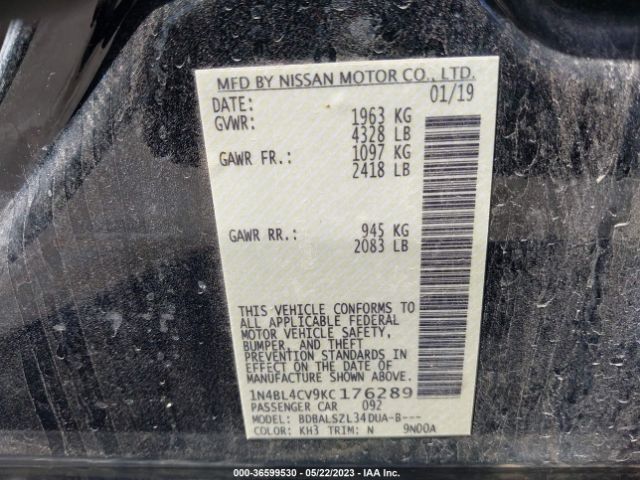 MFD BY NISSAN MOTOR CO., LTD.
DATE: 01/19
GVWR: 1963 KG
4328 LB
GAWR FR.: 1097 KG
2418 LB
GAWR RR.: 945 KG
2083 LB
THIS VEHICLE CONFORMS TO
ALL APPLICABLE FEDERAL
MOTOR VEHICLE SAFETY,
BUMPER, AND THEFT
PREVENTION STANDARDS IN
EFFECT ON THE DATE OF
MANUFACTURE SHOWN ABOVE.
1N4BL4CV9KC 176289
PASSENGER CAR 092
MODEL: BDBALSZL34DUA-B---
COLOR: KH3 TRIM: N 9N00A
000-36599530 - 05/22/2023 - IAA Inc.